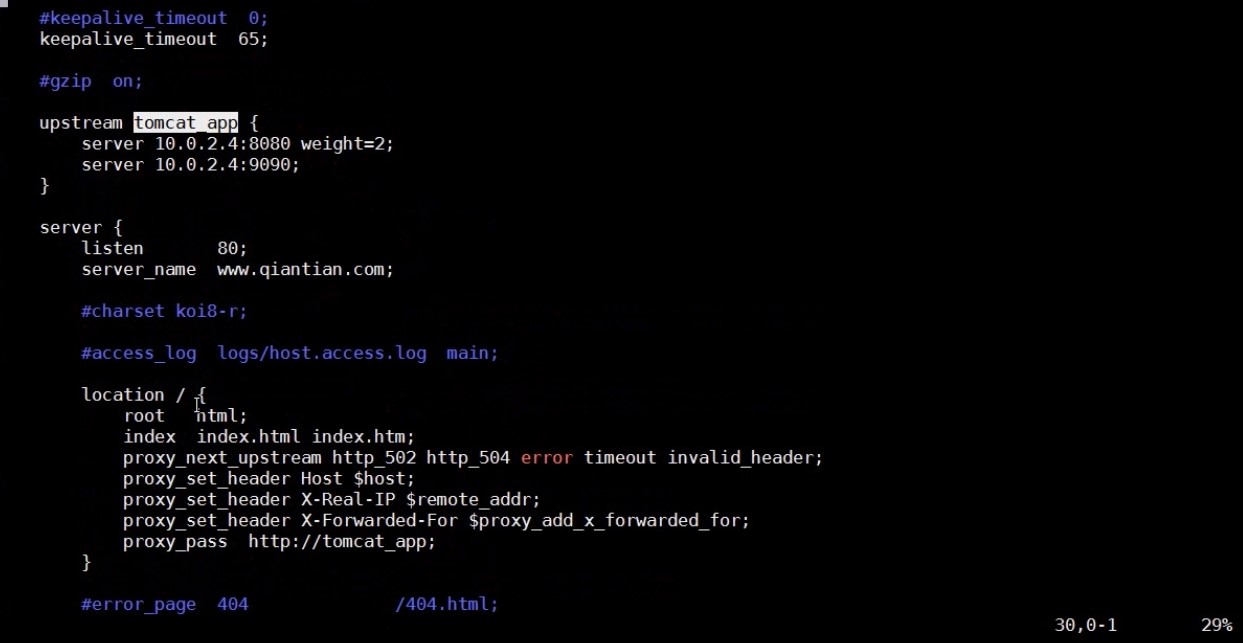 #keepalive_timeout  0;
keepalive_timeout  65;
#gzip  on;
upstream tomcat_app {
server 10.0.2.4:8080 weight=2;
server 10.0.2.4:9090;
}
server {
listen       80;
server_name  www.qiantian.com;
#charset koi8-r;
#access_log  logs/host.access.log  main;
location / {
root   html;
index  index.html index.htm;
proxy_next_upstream http_502 http_504 error timeout invalid_header;
proxy_set_header Host $host;
proxy_set_header X-Real-IP $remote_addr;
proxy_set_header X-Forwarded-For $proxy_add_x_forwarded_for;
proxy_pass  http://tomcat_app;
}
#error_page  404              /404.html;
30,0-1        29%